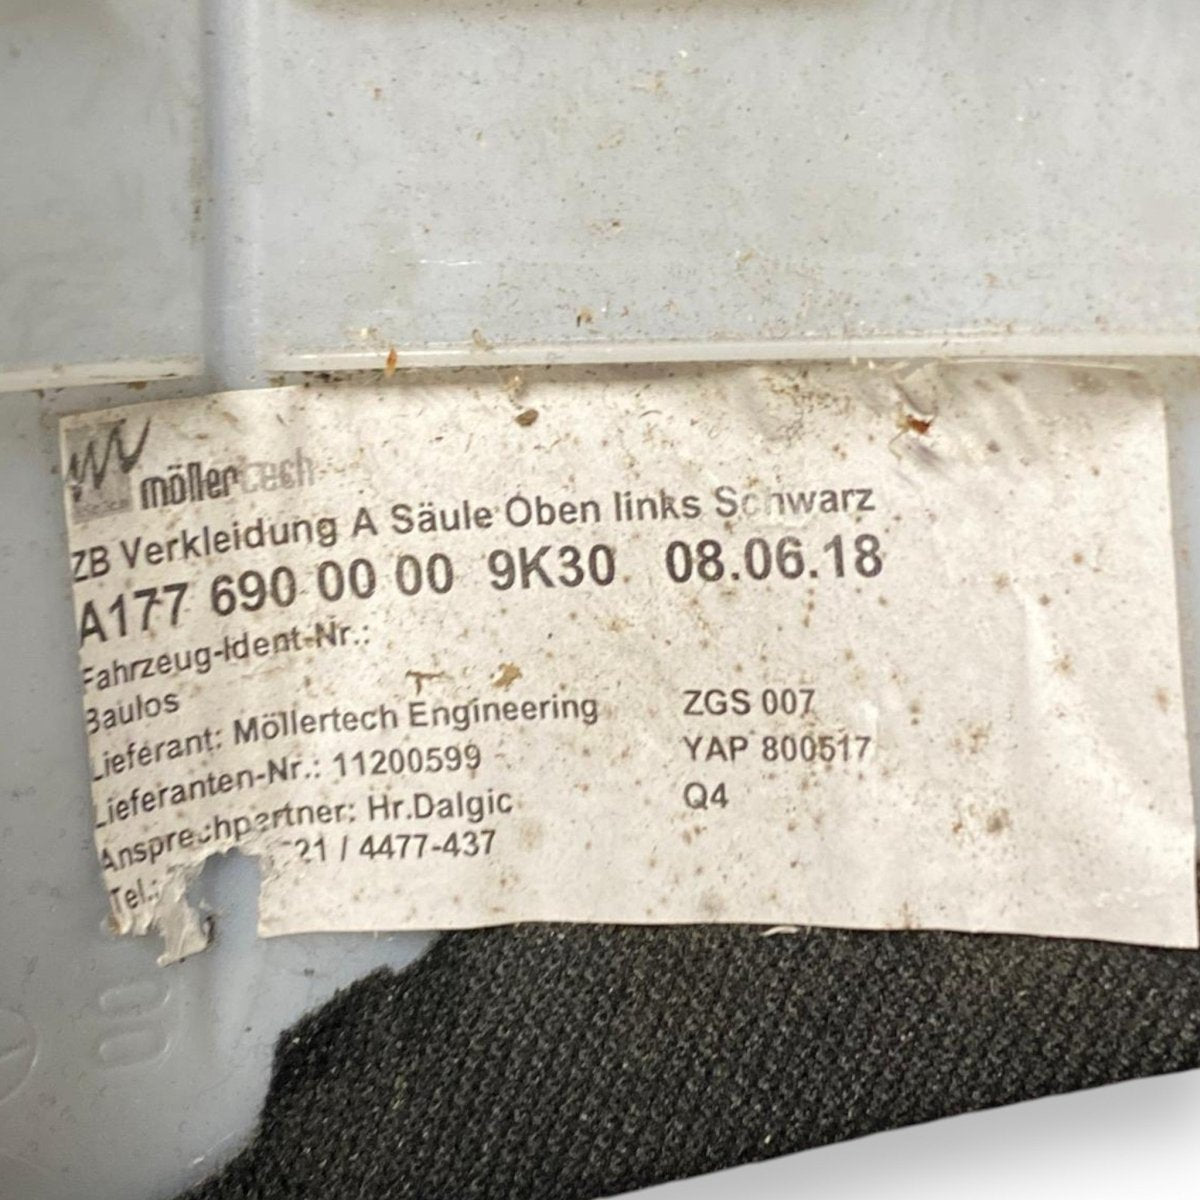 möllertech
ZB Verkleidung A Säule Oben links Schwarz
A177 690 00 00 9K30 08.06.18
Fahrzeug-Ident-Nr.:
Baulos
Lieferant: Möllertech Engineering ZGS 007
Lieferanten-Nr.: 11200599 YAP 800517
Ansprechpartner: Hr.Dalgic Q4
Tel.: 21 / 4477-437